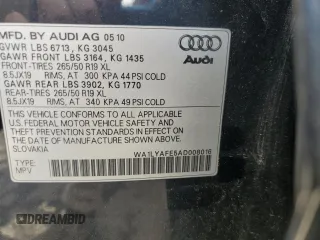 MFD. BY AUDI AG 05 10
GVWR LBS 6713, KG 3045
GAWR FRONT LBS 3164, KG 1435
FRONT-TIRES 265/50 R19 XL
8.5JX19 RIMS, AT 300 KPA 44 PSI COLD
GAWR REAR LBS 3902, KG 1770
REAR-TIRES 265/50 R19 XL
8.5JX19 RIMS, AT 340 KPA 49 PSI COLD
THIS VEHICLE CONFORMS TO ALL APPLICABLE
U.S. FEDERAL MOTOR VEHICLE SAFETY
STANDARDS IN EFFECT ON THE DATE OF
MANUFACTURE SHOWN ABOVE.
SLOVAKIA WA1LYAFE6AD008016
TYPE:
MPV
Audi
DREAMBID